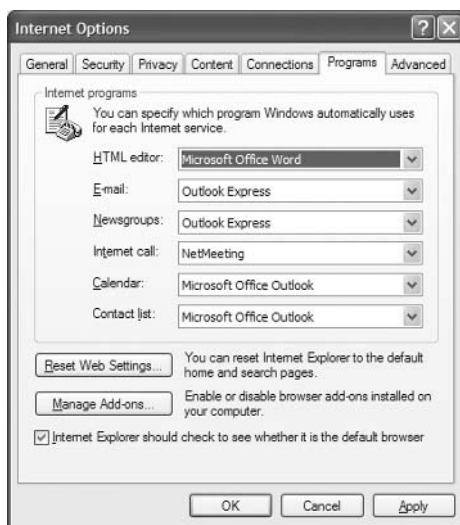 Internet Options
General Security Privacy Content Connections Programs Advanced
Internet programs
You can specify which program Windows automatically uses
for each Internet service.
HTML editor: Microsoft Office Word
E-mail: Outlook Express
Newsgroups: Outlook Express
Internet call: NetMeeting
Calendar: Microsoft Office Outlook
Contact list: Microsoft Office Outlook
Reset Web Settings... You can reset Internet Explorer to the default
home and search pages.
Manage Add-ons... Enable or disable browser add-ons installed on
your computer.
Internet Explorer should check to see whether it is the default browser
OK Cancel Apply